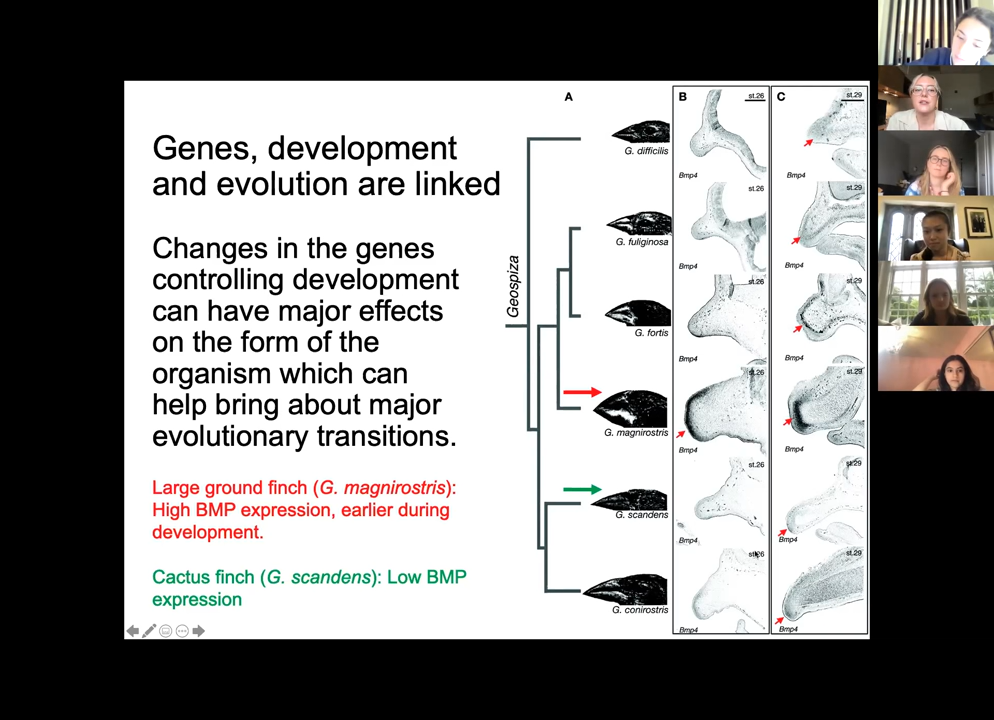 Genes, development
and evolution are linked
Changes in the genes
controlling development
can have major effects
on the form of the
organism which can
help bring about major
evolutionary transitions.
Large ground finch (G. magnirostris):
High BMP expression, earlier during
development.
Cactus finch (G. scandens): Low BMP
expression
Geospiza
A
G. difficilis
G. fuliginosa
G. fortis
G. magnirostris
G. scandens
G. conirostris
B
st.26
Bmp4
st.26
Bmp4
st.26
Bmp4
st.26
Bmp4
st.26
Bmp4
st.26
Bmp4
C
st.29
Bmp4
st.29
Bmp4
st.29
Bmp4
st.29
Bmp4
st.29
Bmp4
st.29
Bmp4